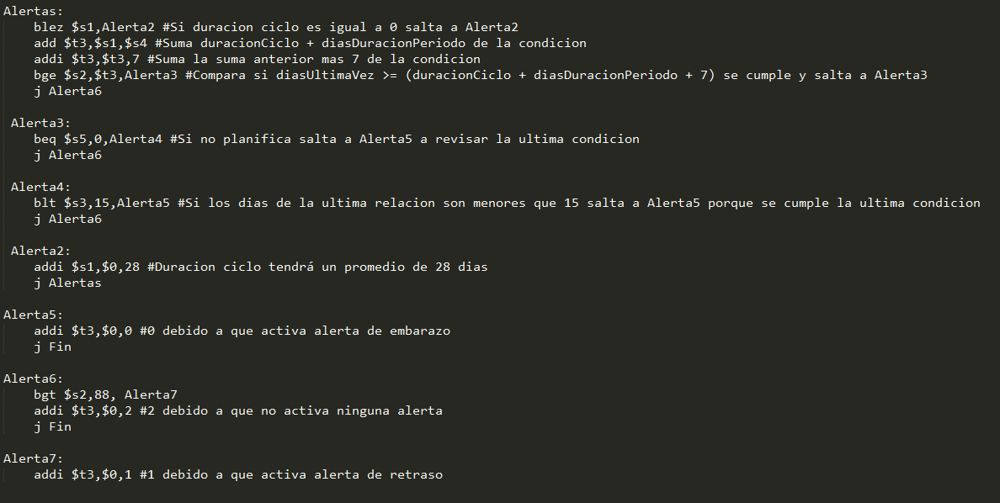 Alertas:
    blez $s1,Alerta2 #Si duracion ciclo es igual a 0 salta a Alerta2
    add $t3,$s1,$s4 #Suma duracionCiclo + diasDuracionPeriodo de la condicion
    addi $t3,$t3,7 #Suma la suma anterior mas 7 de la condicion
    bge $s2,$t3,Alerta3 #Compara si diasUltimaVez >= (duracionCiclo + diasDuracionPeriodo + 7) se cumple y salta a Alerta3
    j Alerta6

 Alerta3:
    beq $s5,0,Alerta4 #Si no planifica salta a Alerta5 a revisar la ultima condicion
    j Alerta6

 Alerta4:
    blt $s3,15,Alerta5 #Si los dias de la ultima relacion son menores que 15 salta a Alerta5 porque se cumple la ultima condicion
    j Alerta6

 Alerta2:
    addi $s1,$0,28 #Duracion ciclo tendrá un promedio de 28 dias
    j Alertas

Alerta5:
    addi $t3,$0,0 #0 debido a que activa alerta de embarazo
    j Fin

Alerta6:
    bgt $s2,88, Alerta7
    addi $t3,$0,2 #2 debido a que no activa ninguna alerta
    j Fin

Alerta7:
    addi $t3,$0,1 #1 debido a que activa alerta de retraso